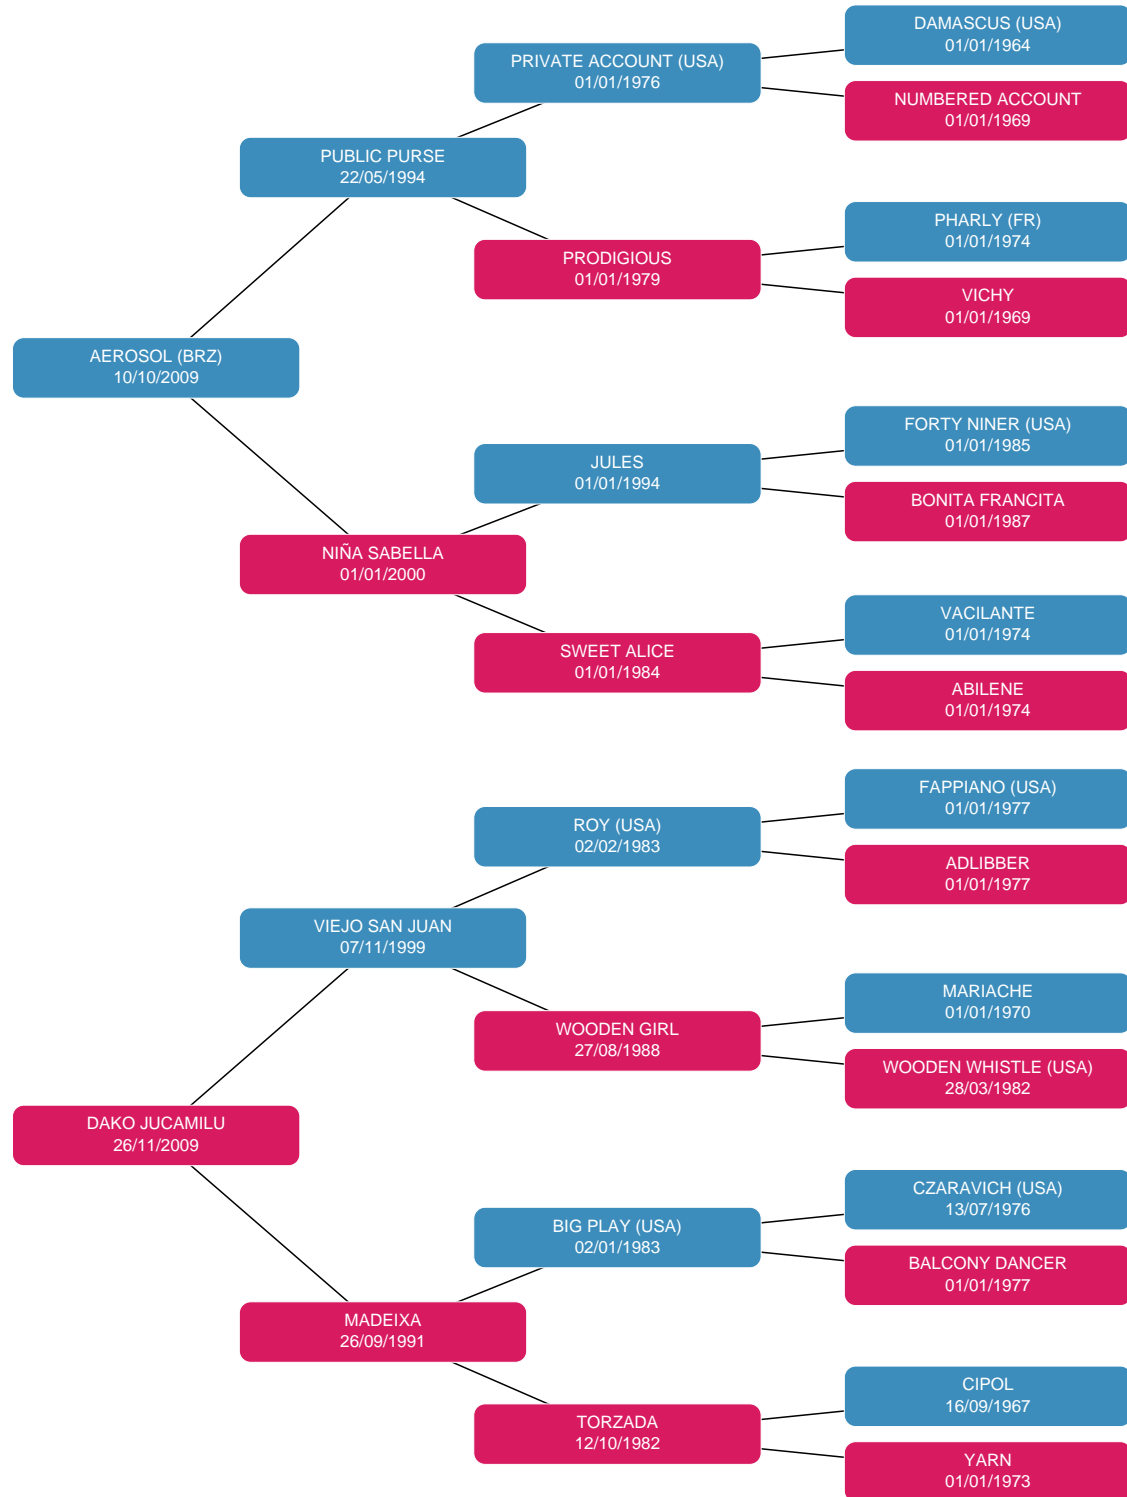 DAMASCUS (USA)
01/01/1964
PRIVATE ACCOUNT (USA)
01/01/1976
NUMBERED ACCOUNT
01/01/1969
PUBLIC PURSE
22/05/1994
PHARLY (FR)
01/01/1974
PRODIGIOUS
01/01/1979
VICHY
01/01/1969
AEROSOL (BRZ)
10/10/2009
FORTY NINER (USA)
01/01/1985
JULES
01/01/1994
BONITA FRANCITA
01/01/1987
NIÑA SABELLA
01/01/2000
VACILANTE
01/01/1974
SWEET ALICE
01/01/1984
ABILENE
01/01/1974
FAPPIANO (USA)
01/01/1977
ROY (USA)
02/02/1983
ADLIBBER
01/01/1977
VIEJO SAN JUAN
07/11/1999
MARIACHE
01/01/1970
WOODEN GIRL
27/08/1988
WOODEN WHISTLE (USA)
28/03/1982
DAKO JUCAMILU
26/11/2009
CZARAVICH (USA)
13/07/1976
BIG PLAY (USA)
02/01/1983
BALCONY DANCER
01/01/1977
MADEIXA
26/09/1991
CIPOL
16/09/1967
TORZADA
12/10/1982
YARN
01/01/1973